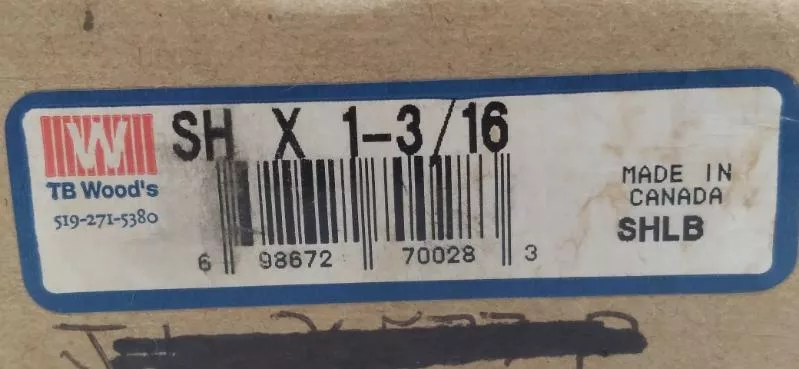 SH X 1-3/16
W
TB Wood's
519-271-5380
6 98672 70028 3
MADE IN
CANADA
SHLB